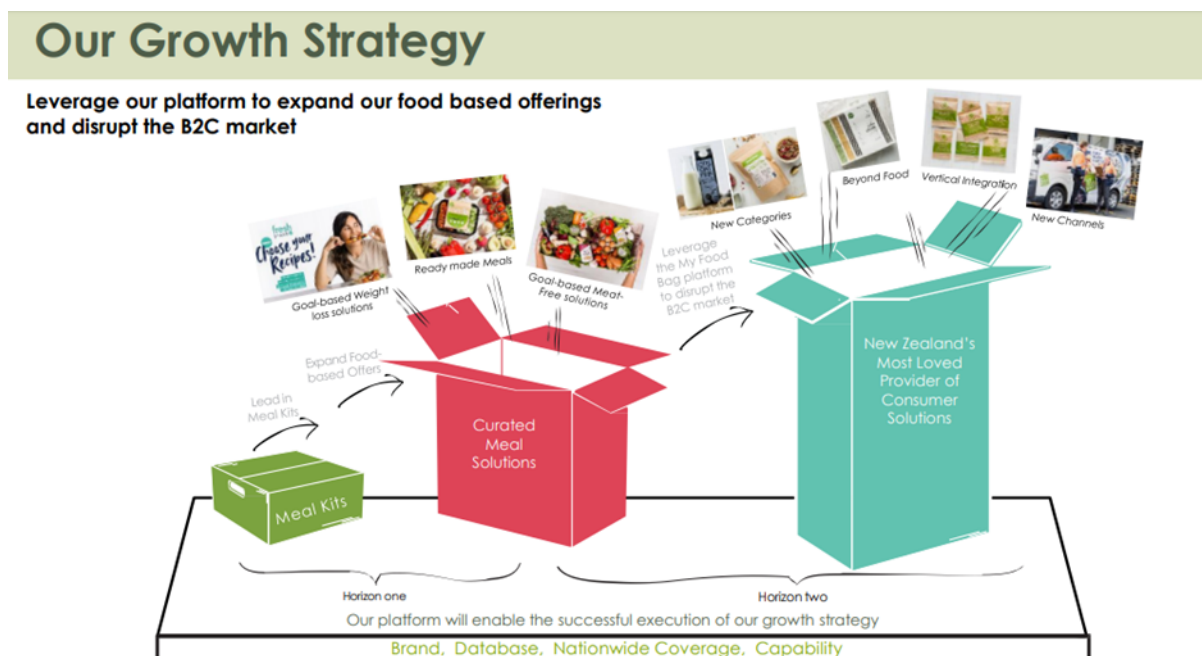 Our Growth Strategy
Leverage our platform to expand our food based offerings
and disrupt the B2C market
fresh
START
Choose your
Recipes!
Goal-based Weight
loss solutions
Ready made Meals
Goal-based Meat-
Free solutions
New Categories
Beyond Food
Vertical Integration
New Channels
Lead in
Meal Kits
Expand Food-
based Offers
Leverage
the My Food
Bag platform
to disrupt the
B2C market
Meal Kits
Curated
Meal
Solutions
New Zealand's
Most Loved
Provider of
Consumer
Solutions
Horizon one
Horizon two
Our platform will enable the successful execution of our growth strategy
Brand, Database, Nationwide Coverage, Capability